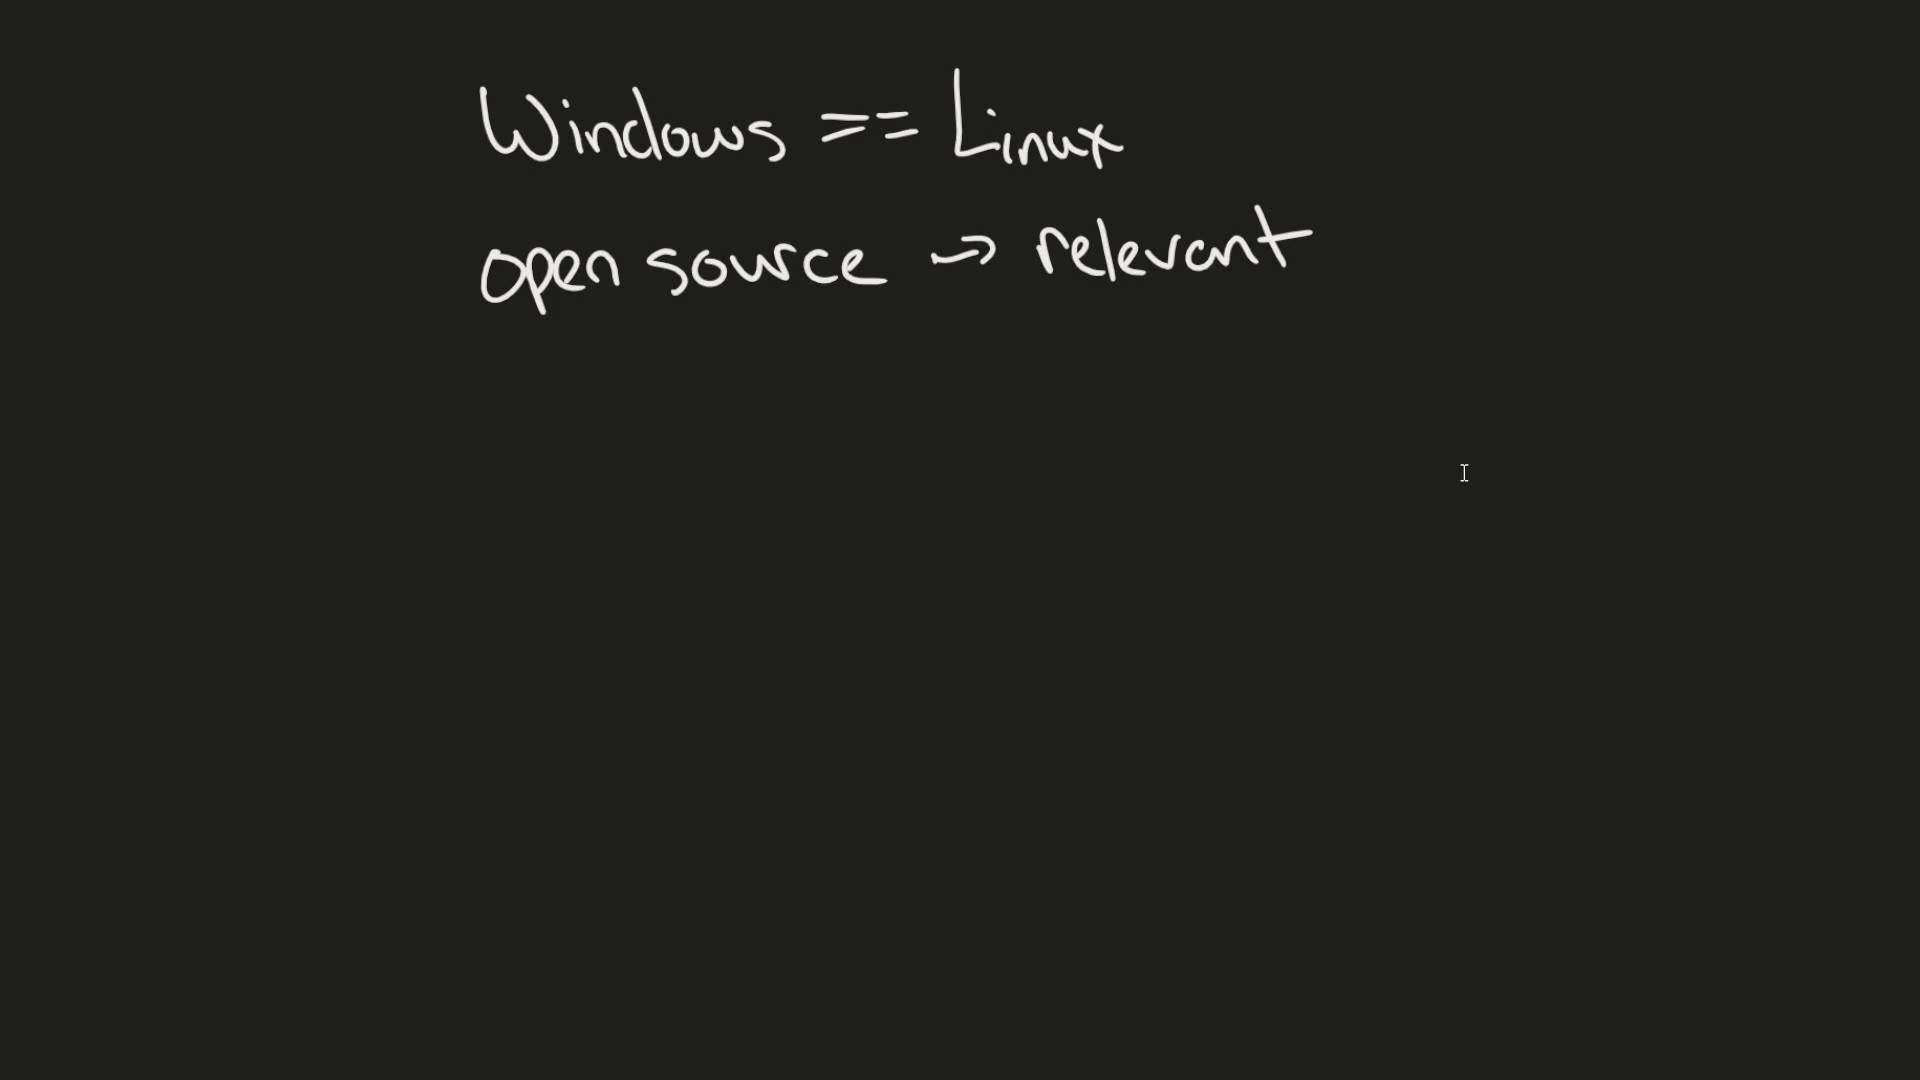 Windows == Linux
open source → relevant